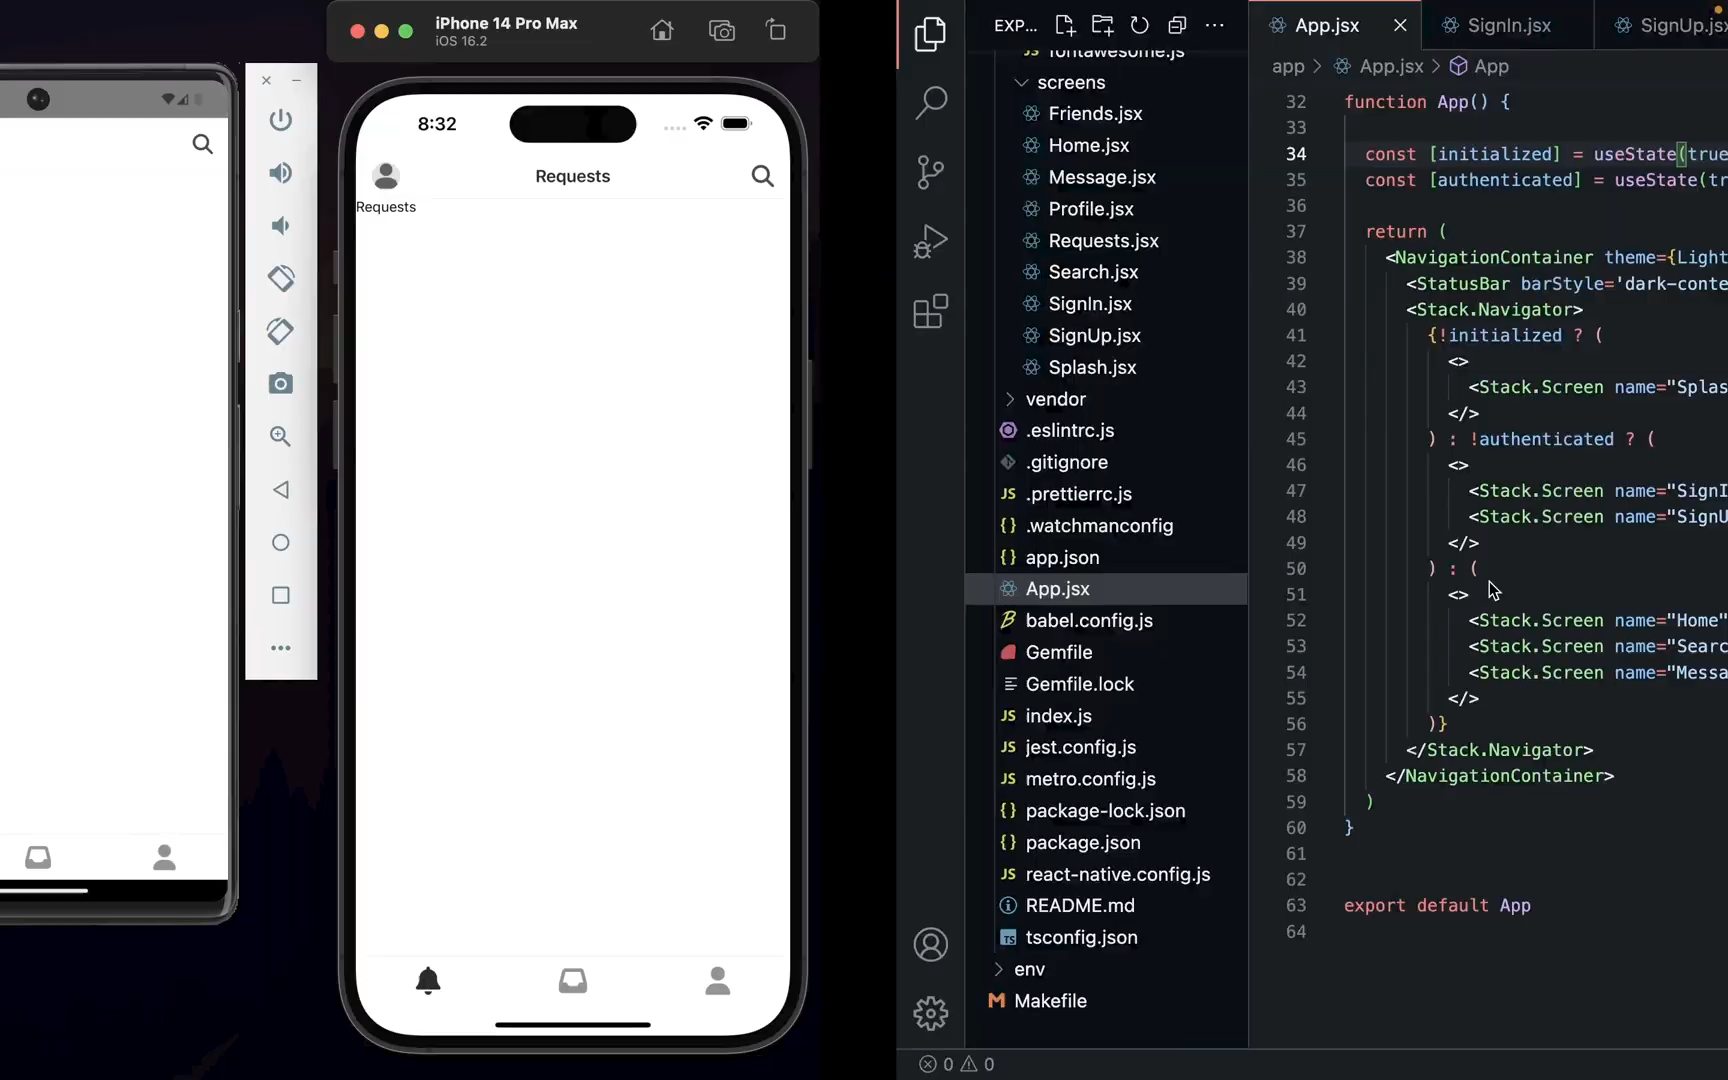 iPhone 14 Pro Max
iOS 16.2
8:32
Requests
Requests
EXP...
fontawesome.js
screens
Friends.jsx
Home.jsx
Message.jsx
Profile.jsx
Requests.jsx
Search.jsx
SignIn.jsx
SignUp.jsx
Splash.jsx
vendor
.eslintrc.js
.gitignore
JS .prettierrc.js
{} .watchmanconfig
{} app.json
App.jsx
babel.config.js
Gemfile
Gemfile.lock
JS index.js
JS jest.config.js
JS metro.config.js
{} package-lock.json
{} package.json
JS react-native.config.js
README.md
TS tsconfig.json
env
M Makefile
App.jsx
SignIn.jsx
SignUp.jsx
app > App.jsx > App
32 function App() {
33
34 const [initialized] = useState(true
35 const [authenticated] = useState(tr
36
37 return (
38 <NavigationContainer theme={Light
39 <StatusBar barStyle='dark-conte
40 <Stack.Navigator>
41 {!initialized ? (
42 <>
43 <Stack.Screen name="Splas
44 </>
45 ) : !authenticated ? (
46 <>
47 <Stack.Screen name="SignI
48 <Stack.Screen name="SignU
49 </>
50 ) : (
51 <>
52 <Stack.Screen name="Home"
53 <Stack.Screen name="Searc
54 <Stack.Screen name="Messa
55 </>
56 )}
57 </Stack.Navigator>
58 </NavigationContainer>
59 )
60 }
61
62
63 export default App
64
0 0